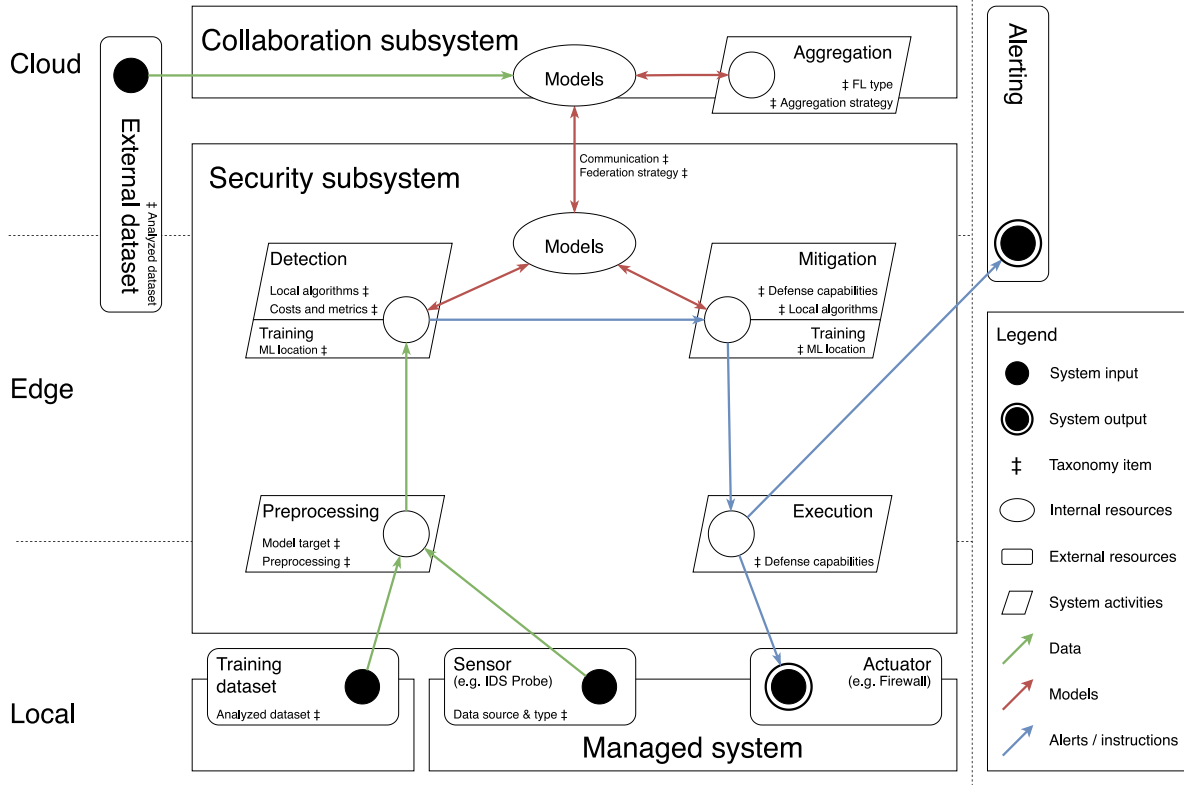 Cloud
Edge
Local
External dataset
‡ Analyzed dataset
Collaboration subsystem
Models
Aggregation
‡ FL type
‡ Aggregation strategy
Communication ‡
Federation strategy ‡
Security subsystem
Models
Detection
Local algorithms ‡
Costs and metrics ‡
Training
ML location ‡
Mitigation
‡ Defense capabilities
‡ Local algorithms
Training
‡ ML location
Preprocessing
Model target ‡
Preprocessing ‡
Execution
‡ Defense capabilities
Training
dataset
Analyzed dataset ‡
Sensor
(e.g. IDS Probe)
Data source & type ‡
Actuator
(e.g. Firewall)
Managed system
Alerting
Legend
System input
System output
‡ Taxonomy item
Internal resources
External resources
System activities
Data
Models
Alerts / instructions